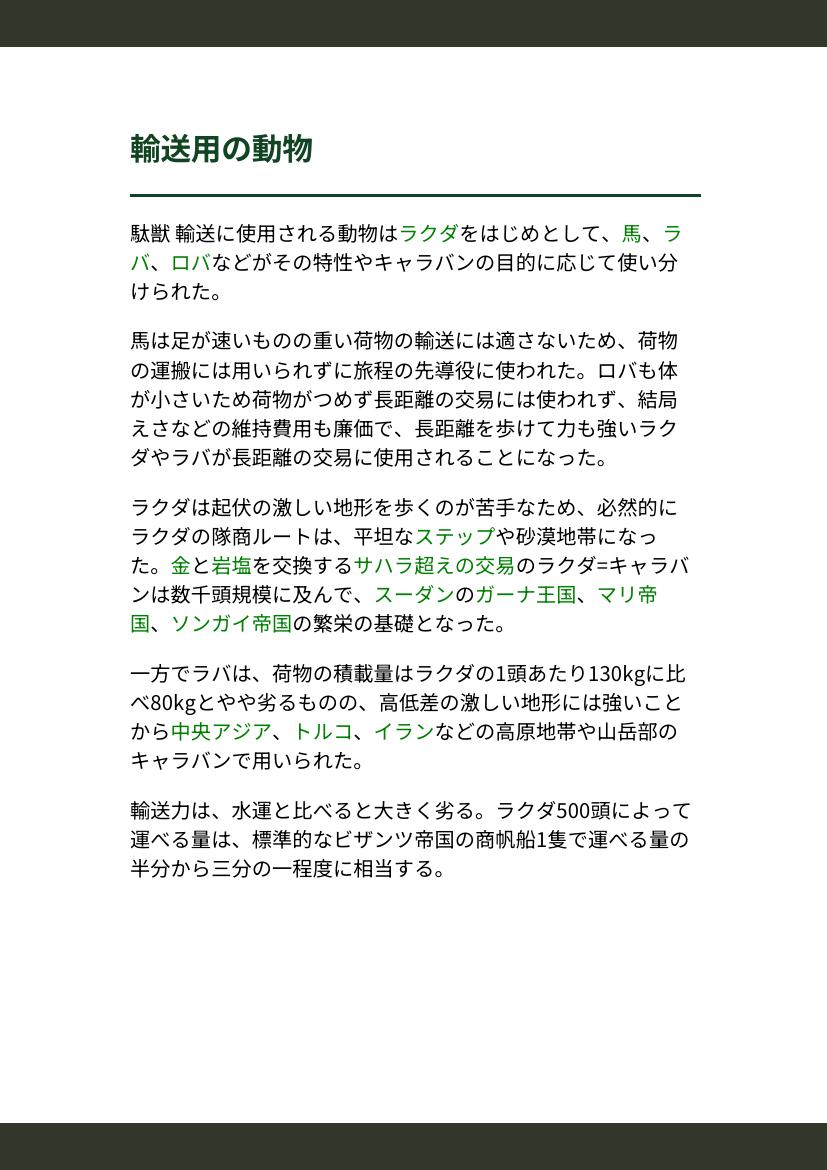 輸送用の動物
駄獣 輸送に使用される動物はラクダをはじめとして、馬、ラ
バ、ロバなどがその特性やキャラバンの目的に応じて使い分
けられた。
馬は足が速いものの重い荷物の輸送には適さないため、荷物
の運搬には用いられずに旅程の先導役に使われた。ロバも体
が小さいため荷物がつめず長距離の交易には使われず、結局
えさなどの維持費用も廉価で、長距離を歩けて力も強いラク
ダやラバが長距離の交易に使用されることになった。
ラクダは起伏の激しい地形を歩くのが苦手なため、必然的に
ラクダの隊商ルートは、平坦なステップや砂漠地帯になっ
た。金と岩塩を交換するサハラ超えの交易のラクダ=キャラバ
ンは数千頭規模に及んで、スーダンのガーナ王国、マリ帝
国、ソンガイ帝国の繁栄の基礎となった。
一方でラバは、荷物の積載量はラクダの1頭あたり130kgに比
べ80kgとやや劣るものの、高低差の激しい地形には強いこと
から中央アジア、トルコ、イランなどの高原地帯や山岳部の
キャラバンで用いられた。
輸送力は、水運と比べると大きく劣る。ラクダ500頭によって
運べる量は、標準的なビザンツ帝国の商帆船1隻で運べる量の
半分から三分の一程度に相当する。